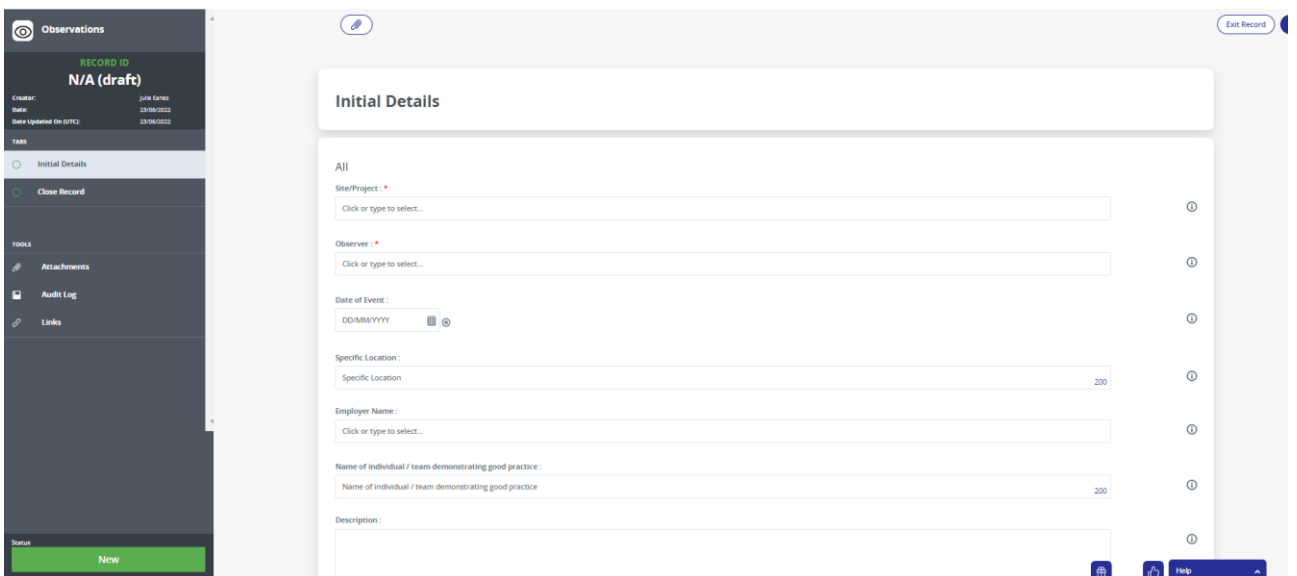 Observations
RECORD ID
N/A (draft)
Creator: Julie Earles
Date: 23/06/2022
Date Updated On (UTC): 23/06/2022
TABS
Initial Details
Close Record
TOOLS
Attachments
Audit Log
Links
Status
New
Exit Record
Initial Details
All
Site/Project : *
Click or type to select...
Observer : *
Click or type to select...
Date of Event :
DD/MM/YYYY
Specific Location :
Specific Location
200
Employer Name :
Click or type to select...
Name of individual / team demonstrating good practice :
Name of individual / team demonstrating good practice
200
Description :
Help